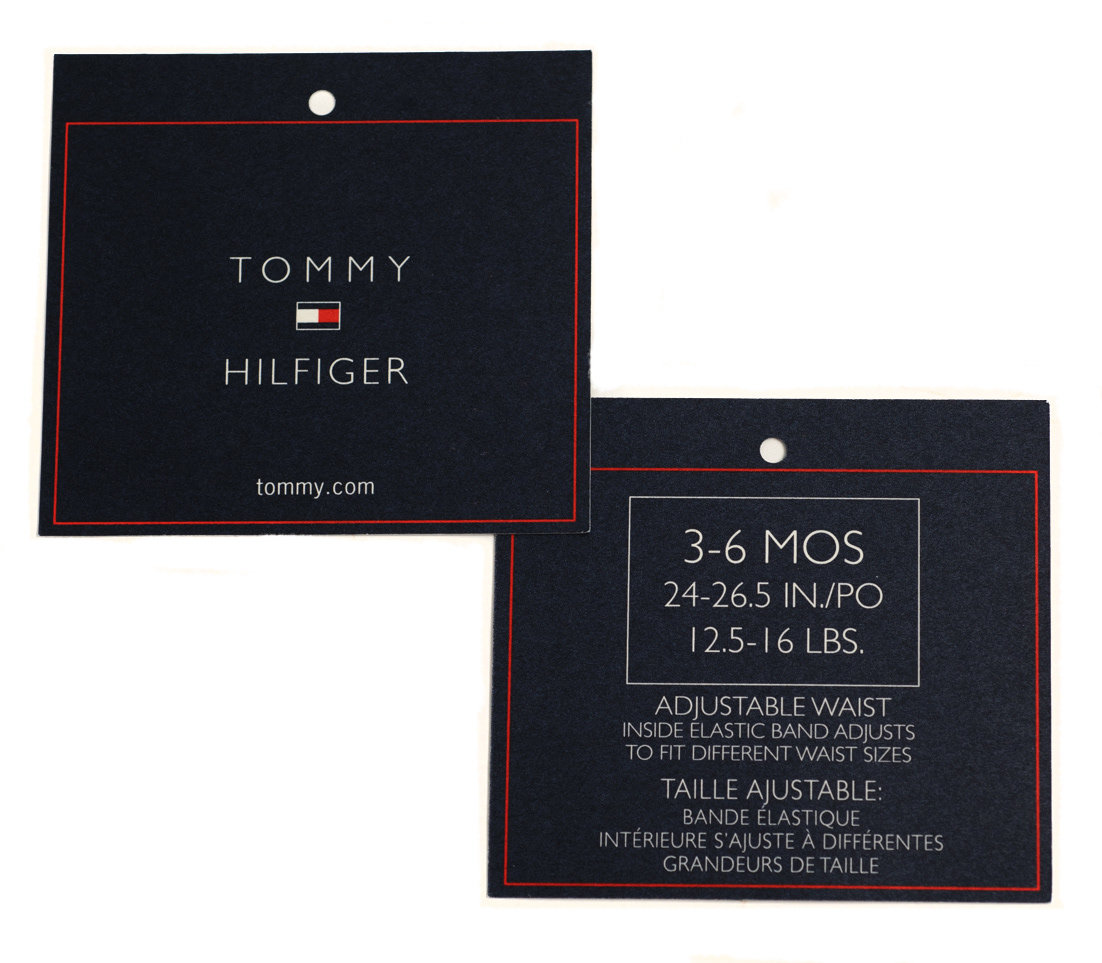 TOMMY
HILFIGER
tommy.com
3-6 MOS
24-26.5 IN./PO
12.5-16 LBS.
ADJUSTABLE WAIST
INSIDE ELASTIC BAND ADJUSTS
TO FIT DIFFERENT WAIST SIZES
TAILLE AJUSTABLE:
BANDE ÉLASTIQUE
INTÉRIEURE S'AJUSTE À DIFFÉRENTES
GRANDEURS DE TAILLE